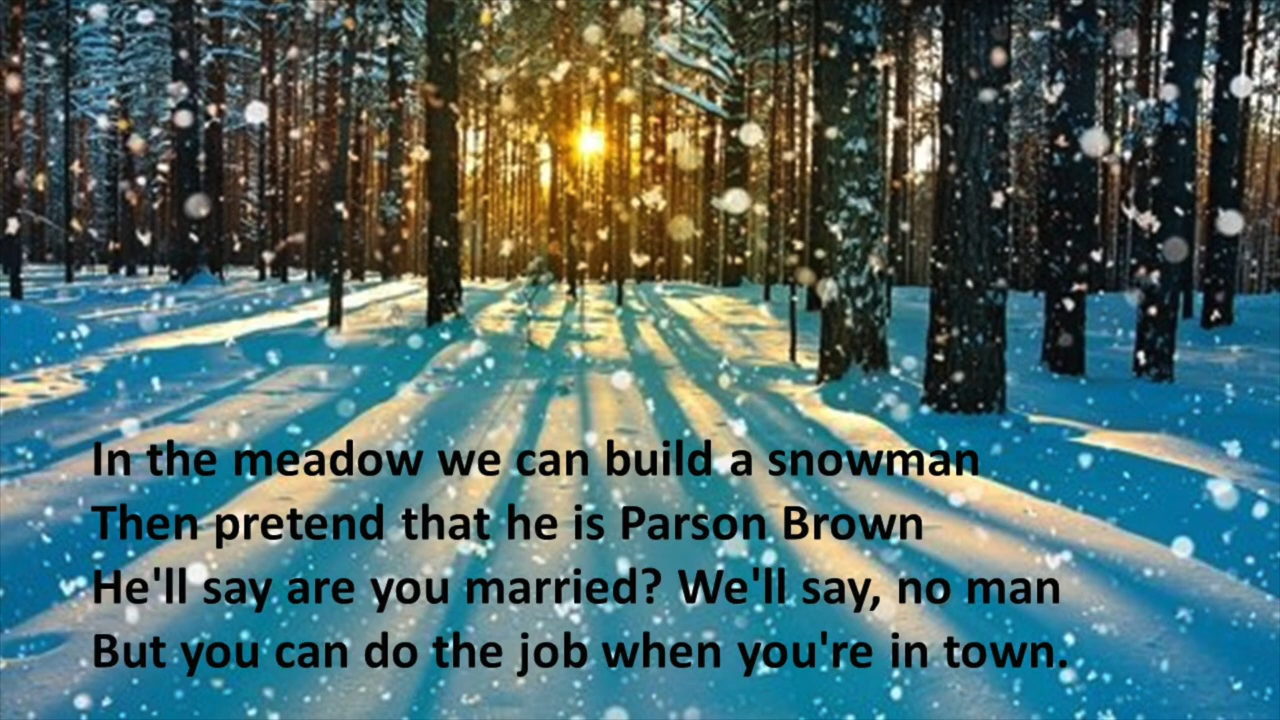 In the meadow we can build a snowman
Then pretend that he is Parson Brown
He'll say are you married? We'll say, no man
But you can do the job when you're in town.